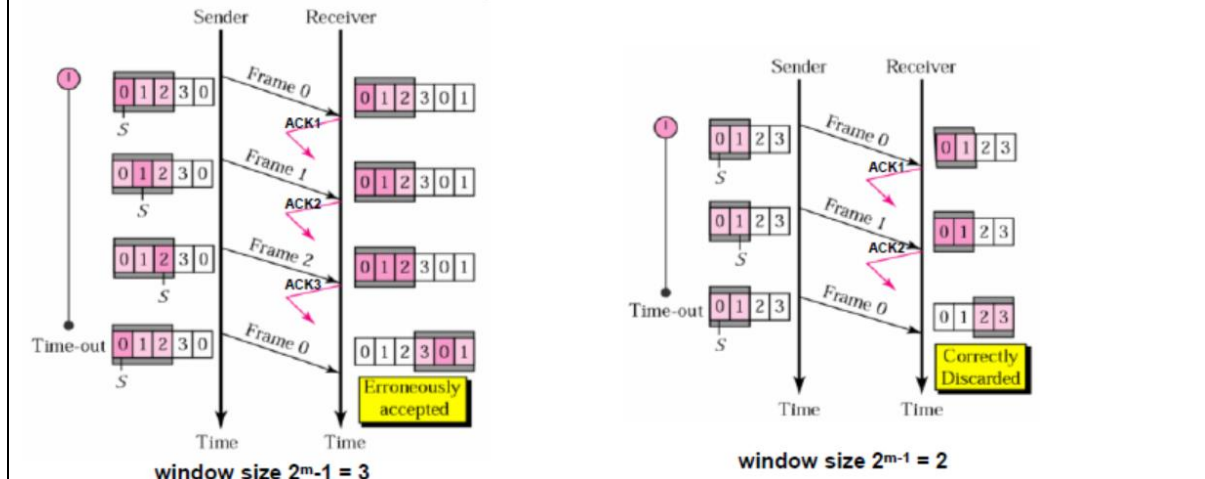 Sender Receiver
0 1 2 3 0
S
Frame 0
0 1 2 3 0 1
ACK1
0 1 2 3 0
S
Frame 1
0 1 2 3 0 1
ACK2
0 1 2 3 0
S
Frame 2
0 1 2 3 0 1
ACK3
Time-out
0 1 2 3 0
S
Frame 0
0 1 2 3 0 1
Erroneously
accepted
Time Time
window size 2ᵐ-1 = 3
Sender Receiver
0 1 2 3
S
Frame 0
0 1 2 3
ACK1
0 1 2 3
S
Frame 1
0 1 2 3
ACK2
Time-out
0 1 2 3
S
Frame 0
0 1 2 3
Correctly
Discarded
Time Time
window size 2ᵐ⁻¹ = 2